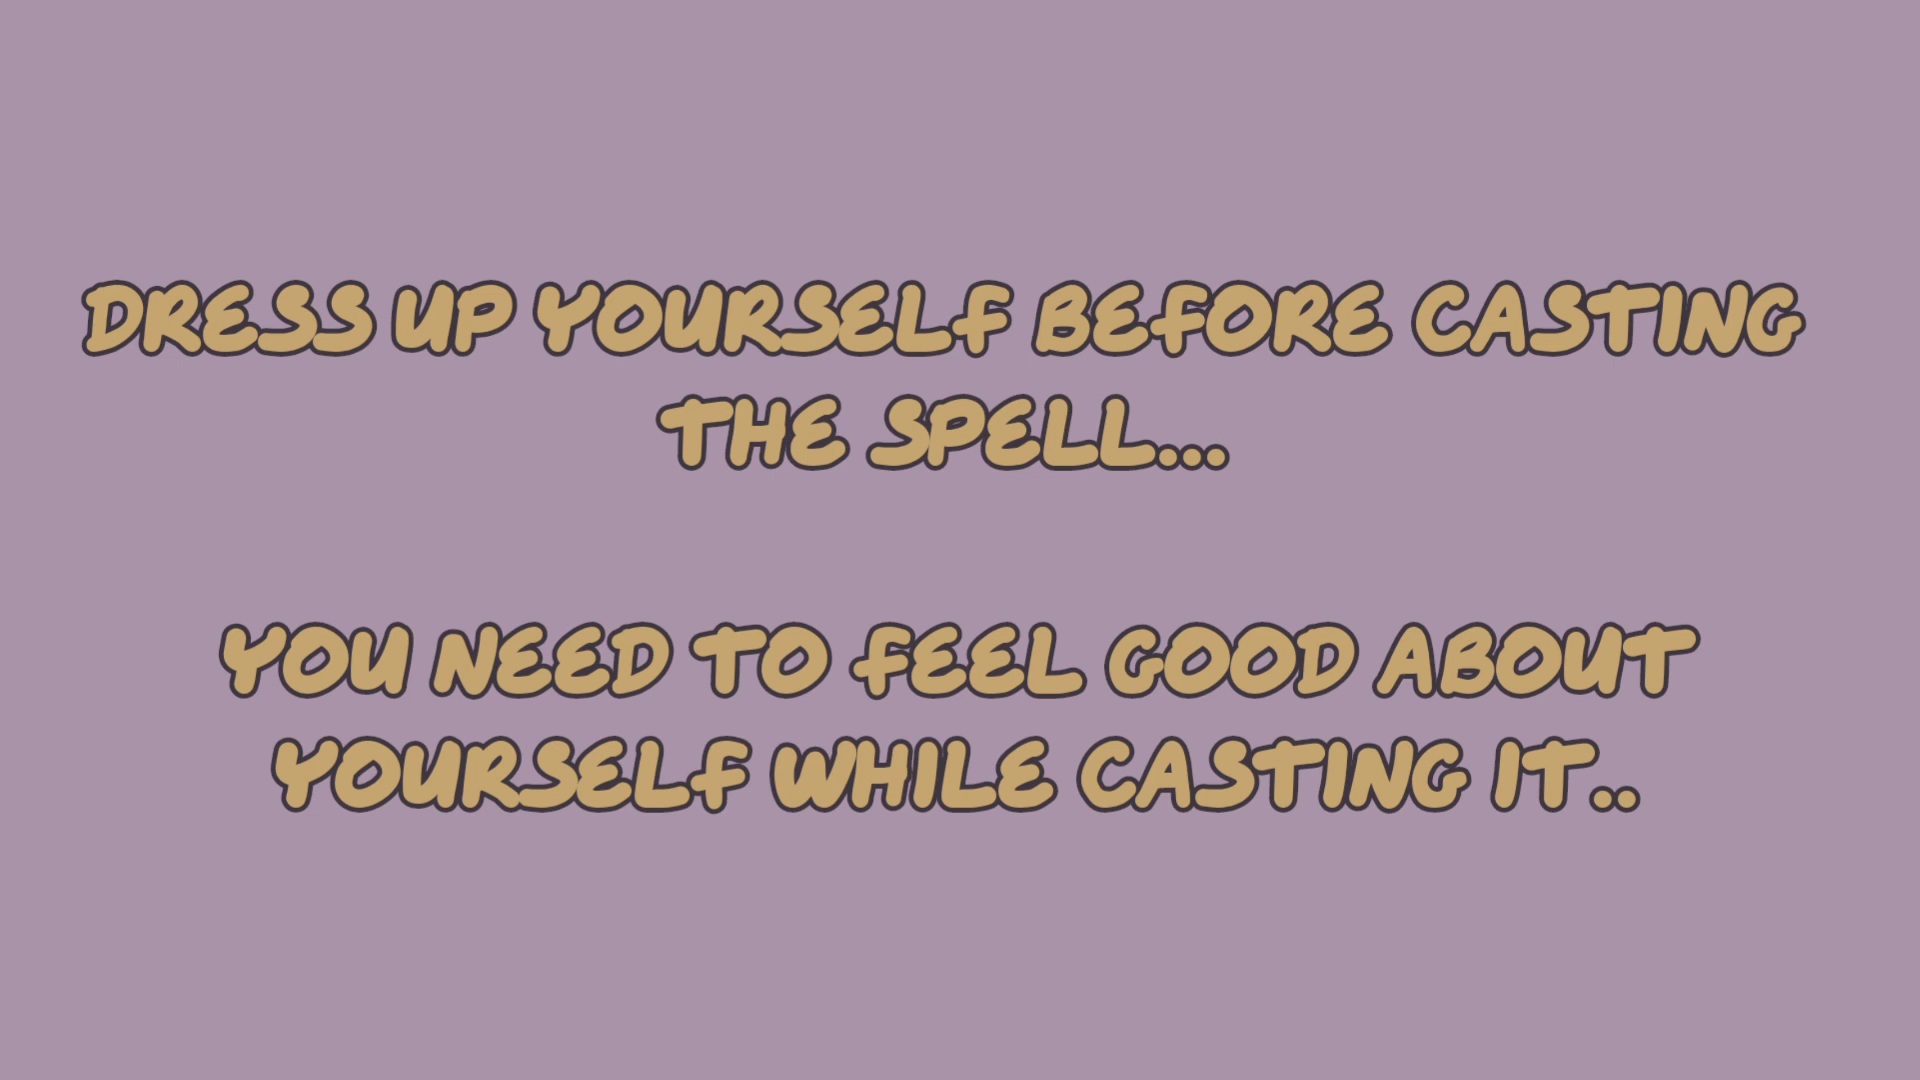 DRESS UP YOURSELF BEFORE CASTING
THE SPELL...
YOU NEED TO FEEL GOOD ABOUT
YOURSELF WHILE CASTING IT..